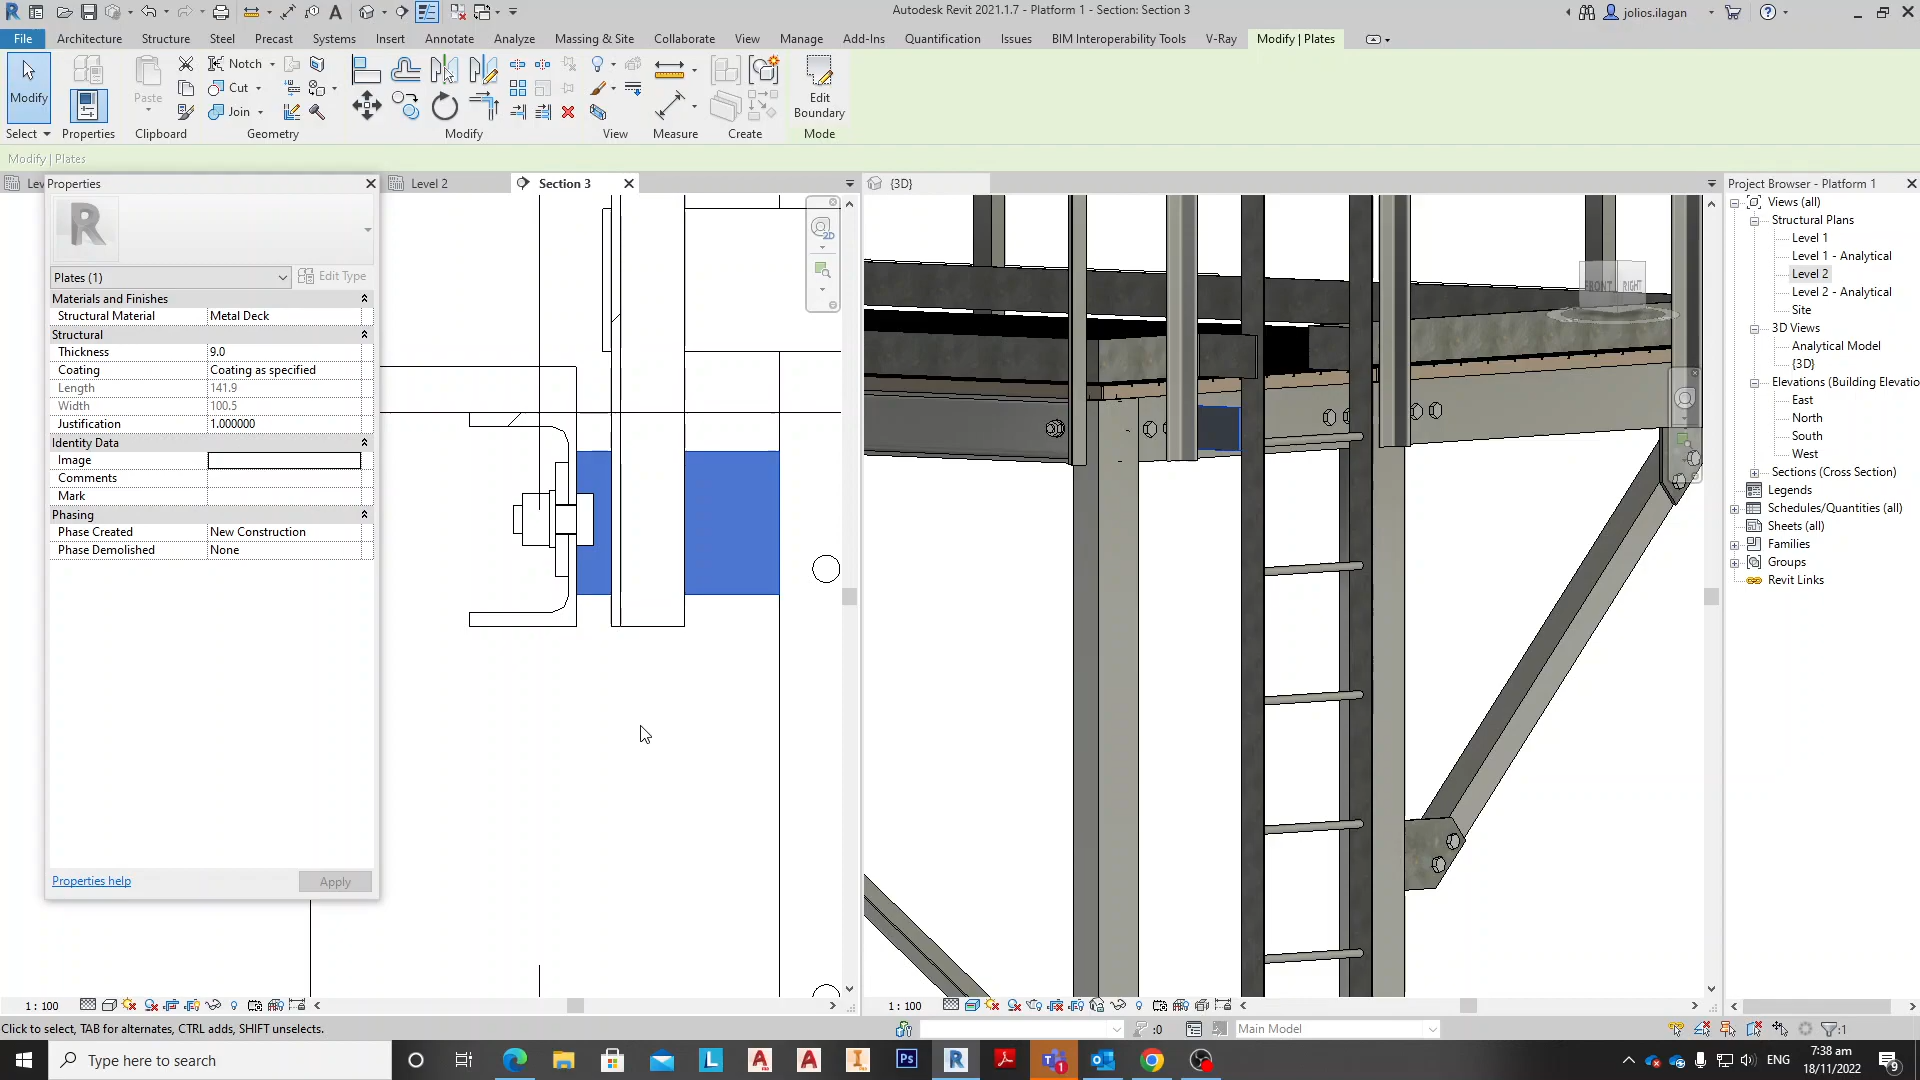 Autodesk Revit 2021.1.7 - Platform 1 - Section: Section 3
jolios.ilagan
File Architecture Structure Steel Precast Systems Insert Annotate Analyze Massing & Site Collaborate View Manage Add-Ins Quantification Issues BIM Interoperability Tools V-Ray Modify | Plates
Modify
Paste
Notch
Cut
Join
Edit
Boundary
Select Properties Clipboard Geometry Modify View Measure Create Mode
Modify | Plates
Lev
Level 2
Section 3
{3D}
Properties
Plates (1)
Edit Type
Materials and Finishes
Structural Material Metal Deck
Structural
Thickness 9.0
Coating Coating as specified
Length 141.9
Width 100.5
Justification 1.000000
Identity Data
Image
Comments
Mark
Phasing
Phase Created New Construction
Phase Demolished None
Properties help
Apply
2D
FRONT RIGHT
Project Browser - Platform 1
Views (all)
Structural Plans
Level 1
Level 1 - Analytical
Level 2
Level 2 - Analytical
Site
3D Views
Analytical Model
{3D}
Elevations (Building Elevatio
East
North
South
West
Sections (Cross Section)
Legends
Schedules/Quantities (all)
Sheets (all)
Families
Groups
Revit Links
1 : 100
1 : 100
Click to select, TAB for alternates, CTRL adds, SHIFT unselects.
:0
Main Model
:1
Type here to search
ENG
7:38 am
18/11/2022